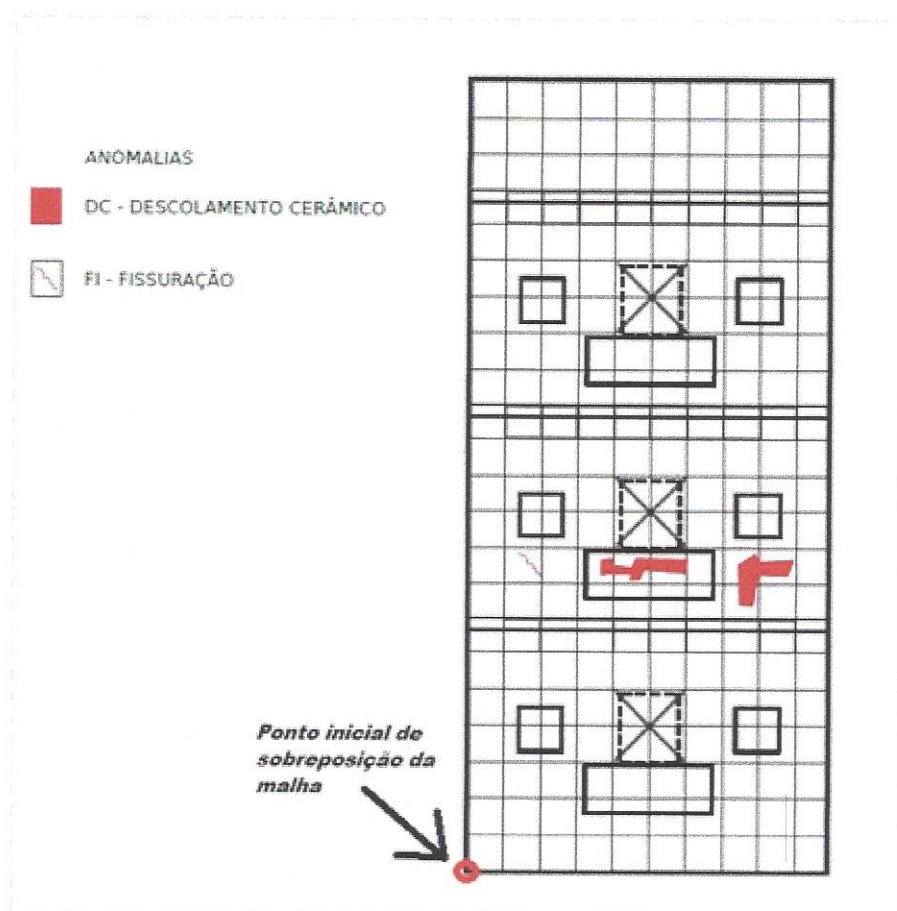 ANOMALIAS
DC - DESCOLAMENTO CERÂMICO
FI - FISSURAÇÃO
Ponto inicial de
sobreposição da
malha